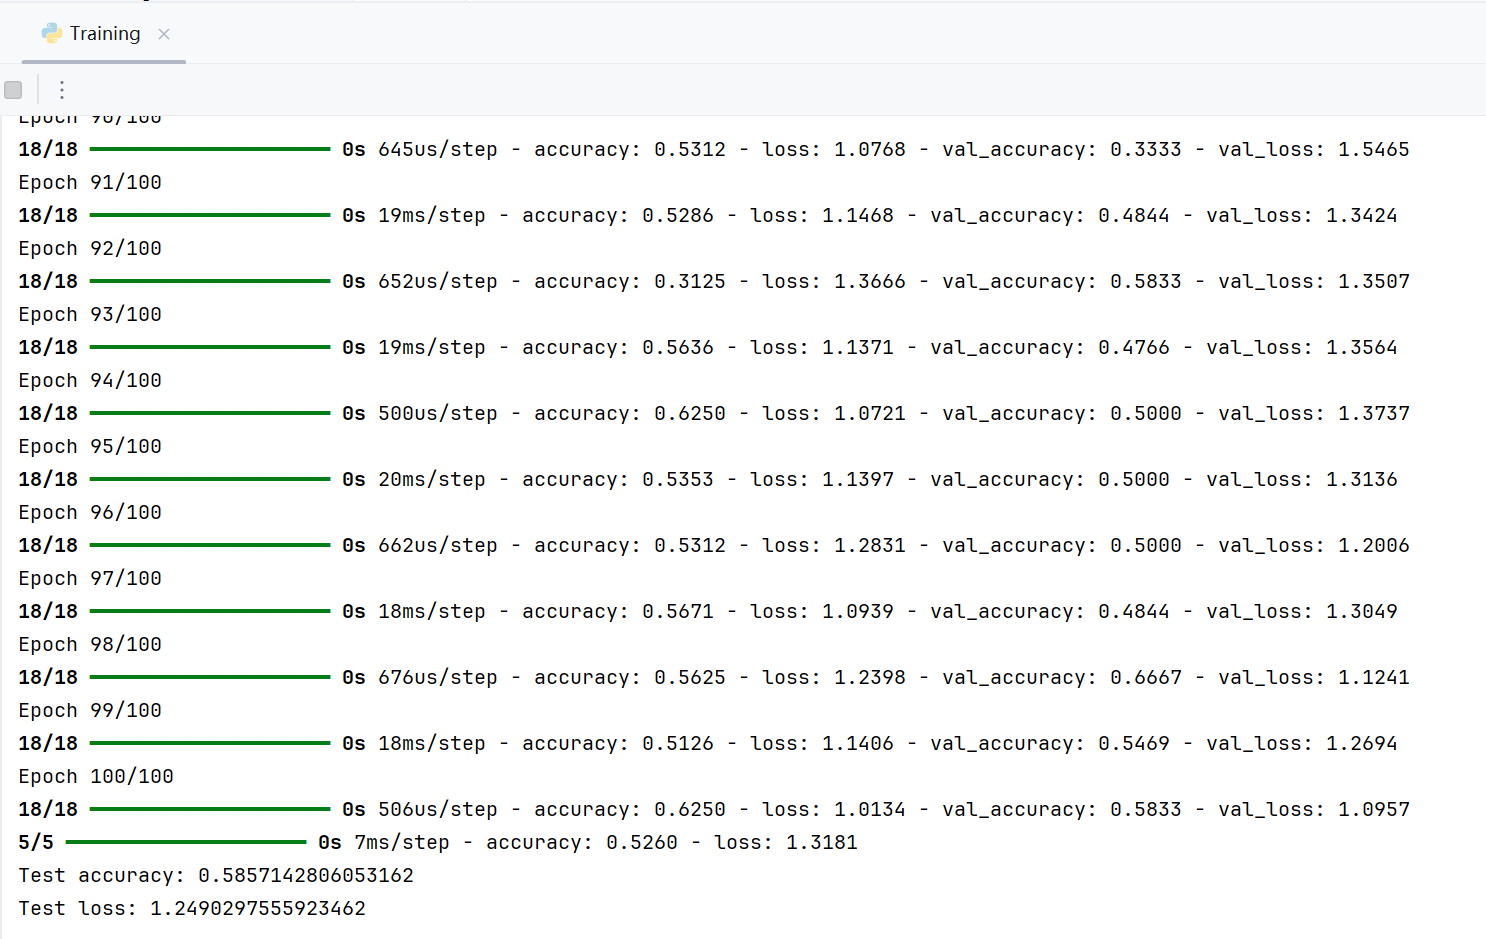 Training
Epoch 90/100
18/18 0s 645us/step - accuracy: 0.5312 - loss: 1.0768 - val_accuracy: 0.3333 - val_loss: 1.5465
Epoch 91/100
18/18 0s 19ms/step - accuracy: 0.5286 - loss: 1.1468 - val_accuracy: 0.4844 - val_loss: 1.3424
Epoch 92/100
18/18 0s 652us/step - accuracy: 0.3125 - loss: 1.3666 - val_accuracy: 0.5833 - val_loss: 1.3507
Epoch 93/100
18/18 0s 19ms/step - accuracy: 0.5636 - loss: 1.1371 - val_accuracy: 0.4766 - val_loss: 1.3564
Epoch 94/100
18/18 0s 500us/step - accuracy: 0.6250 - loss: 1.0721 - val_accuracy: 0.5000 - val_loss: 1.3737
Epoch 95/100
18/18 0s 20ms/step - accuracy: 0.5353 - loss: 1.1397 - val_accuracy: 0.5000 - val_loss: 1.3136
Epoch 96/100
18/18 0s 662us/step - accuracy: 0.5312 - loss: 1.2831 - val_accuracy: 0.5000 - val_loss: 1.2006
Epoch 97/100
18/18 0s 18ms/step - accuracy: 0.5671 - loss: 1.0939 - val_accuracy: 0.4844 - val_loss: 1.3049
Epoch 98/100
18/18 0s 676us/step - accuracy: 0.5625 - loss: 1.2398 - val_accuracy: 0.6667 - val_loss: 1.1241
Epoch 99/100
18/18 0s 18ms/step - accuracy: 0.5126 - loss: 1.1406 - val_accuracy: 0.5469 - val_loss: 1.2694
Epoch 100/100
18/18 0s 506us/step - accuracy: 0.6250 - loss: 1.0134 - val_accuracy: 0.5833 - val_loss: 1.0957
5/5 0s 7ms/step - accuracy: 0.5260 - loss: 1.3181
Test accuracy: 0.5857142806053162
Test loss: 1.2490297555923462